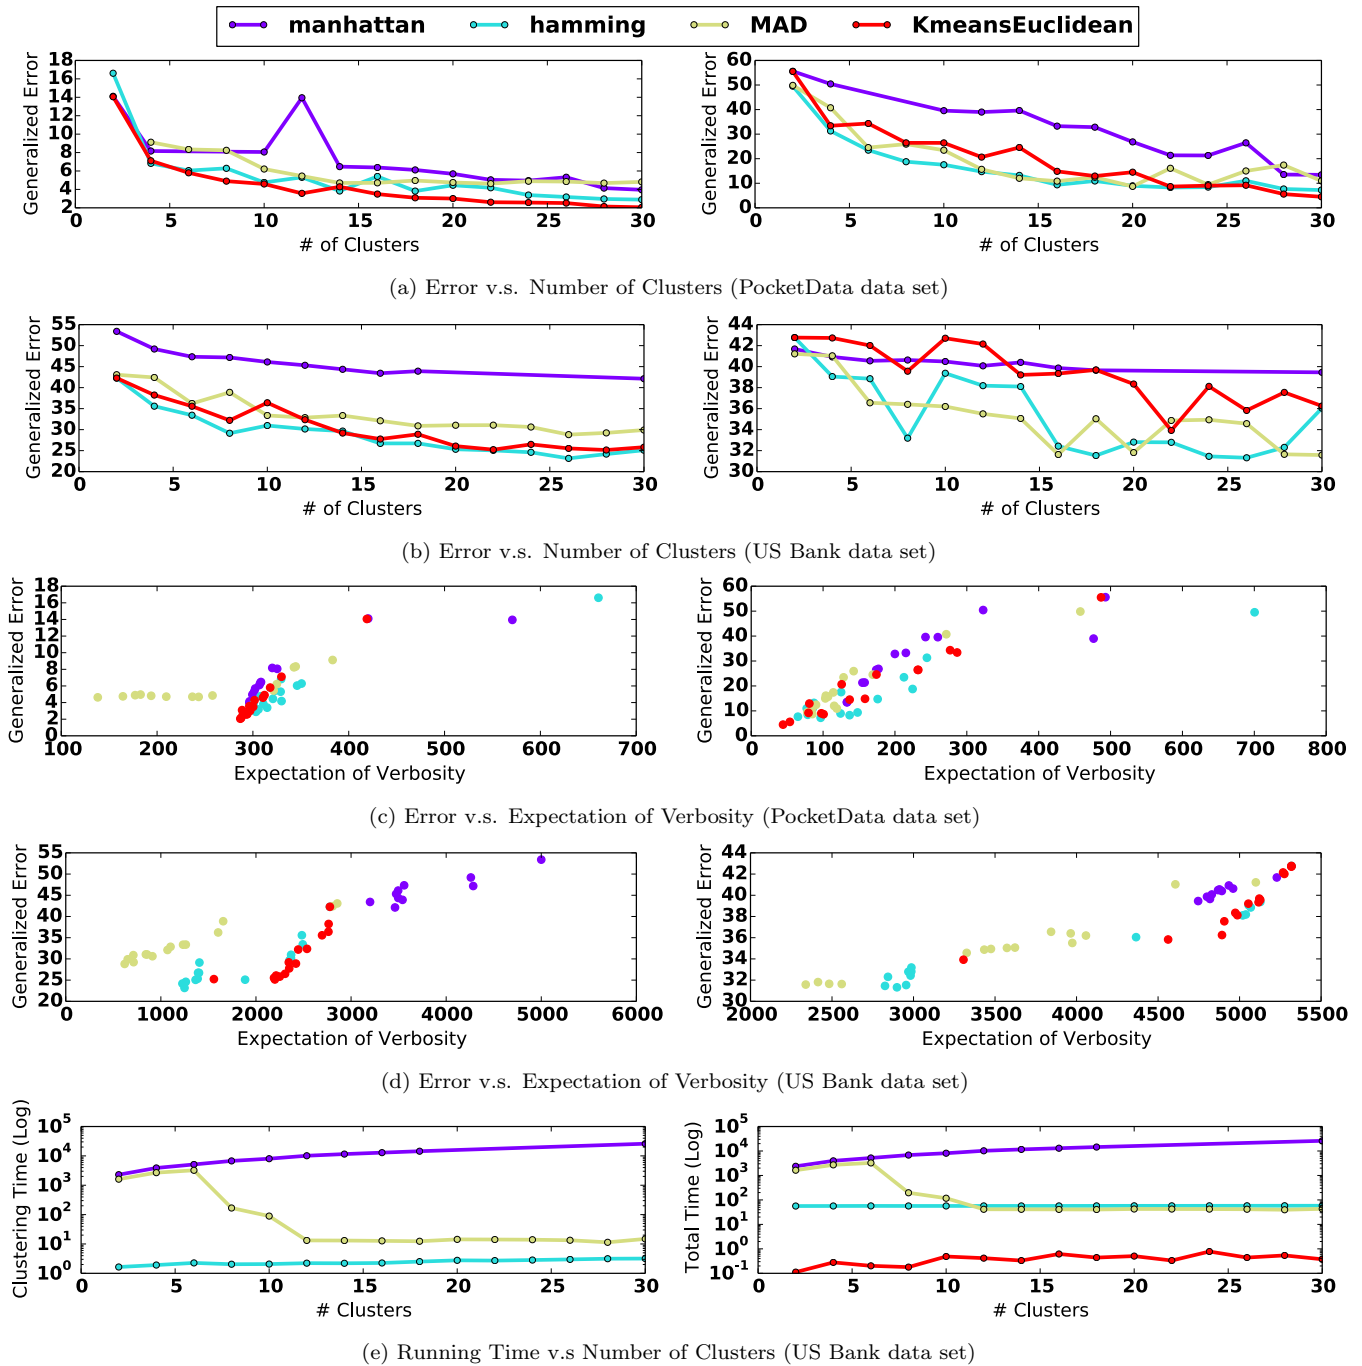 manhattan hamming MAD KmeansEuclidean
Generalized Error
18
16
14
12
10
8
6
4
2
0 5 10 15 20 25 30
# of Clusters
Generalized Error
60
50
40
30
20
10
0
0 5 10 15 20 25 30
# of Clusters
(a) Error v.s. Number of Clusters (PocketData data set)
Generalized Error
55
50
45
40
35
30
25
20
0 5 10 15 20 25 30
# of Clusters
Generalized Error
44
42
40
38
36
34
32
30
0 5 10 15 20 25 30
# of Clusters
(b) Error v.s. Number of Clusters (US Bank data set)
Generalized Error
18
16
14
12
10
8
6
4
2
0
100 200 300 400 500 600 700
Expectation of Verbosity
Generalized Error
60
50
40
30
20
10
0
0 100 200 300 400 500 600 700 800
Expectation of Verbosity
(c) Error v.s. Expectation of Verbosity (PocketData data set)
Generalized Error
55
50
45
40
35
30
25
20
0 1000 2000 3000 4000 5000 6000
Expectation of Verbosity
Generalized Error
44
42
40
38
36
34
32
30
2000 2500 3000 3500 4000 4500 5000 5500
Expectation of Verbosity
(d) Error v.s. Expectation of Verbosity (US Bank data set)
Clustering Time (Log)
10^5
10^4
10^3
10^2
10^1
10^0
0 5 10 15 20 25 30
# Clusters
Total Time (Log)
10^5
10^4
10^3
10^2
10^1
10^0
10^-1
0 5 10 15 20 25 30
# Clusters
(e) Running Time v.s Number of Clusters (US Bank data set)